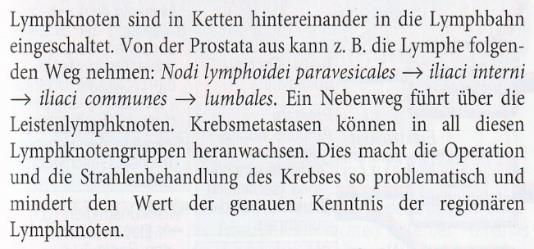 Lymphknoten sind in Ketten hintereinander in die Lymphbahn
eingeschaltet. Von der Prostata aus kann z. B. die Lymphe folgen-
den Weg nehmen: Nodi lymphoidei paravesicales → iliaci interni
→ iliaci communes → lumbales. Ein Nebenweg führt über die
Leistenlymphknoten. Krebsmetastasen können in all diesen
Lymphknotengruppen heranwachsen. Dies macht die Operation
und die Strahlenbehandlung des Krebses so problematisch und
mindert den Wert der genauen Kenntnis der regionären
Lymphknoten.